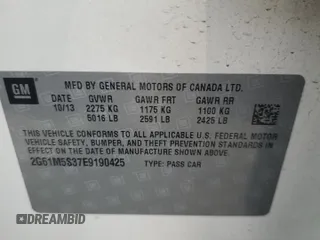 GM
MFD BY GENERAL MOTORS OF CANADA LTD.
DATE GVWR GAWR FRT GAWR RR
10/13 2275 KG 1175 KG 1100 KG
5016 LB 2591 LB 2425 LB
THIS VEHICLE CONFORMS TO ALL APPLICABLE U.S. FEDERAL MOTOR
VEHICLE SAFETY, BUMPER, AND THEFT PREVENTION STANDARDS
IN EFFECT ON THE DATE OF MANUFACTURE SHOWN ABOVE.
2G61M5S37E9190425 TYPE: PASS CAR
AUTOHELPERBOT.COM